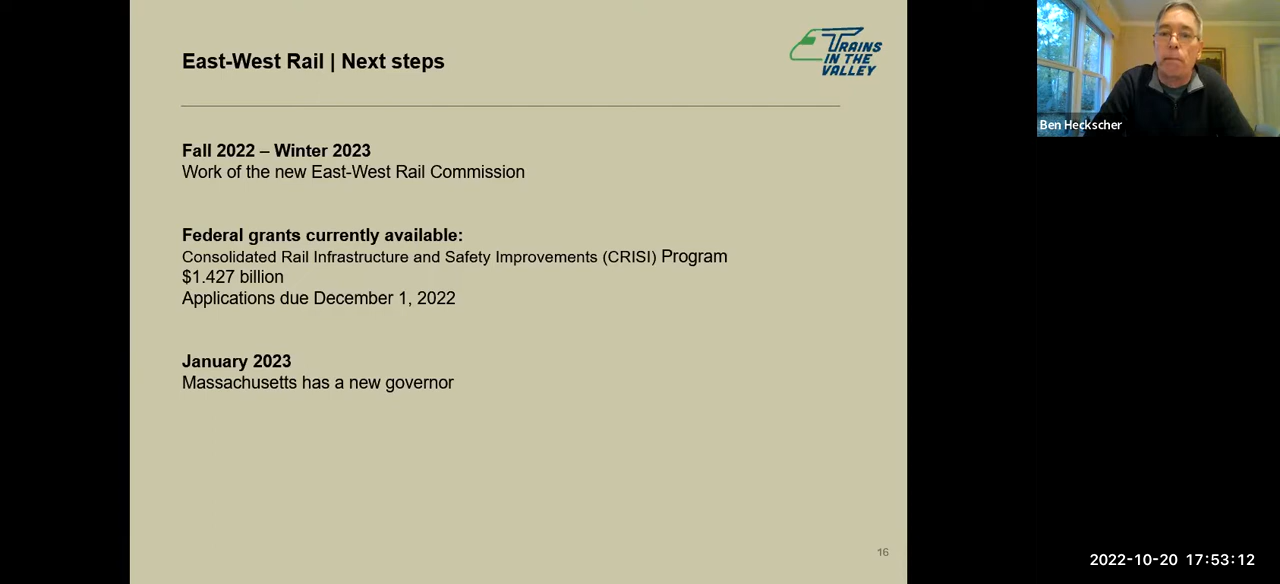 East-West Rail | Next steps
TRAINS
IN THE
VALLEY
Fall 2022 – Winter 2023
Work of the new East-West Rail Commission
Federal grants currently available:
Consolidated Rail Infrastructure and Safety Improvements (CRISI) Program
$1.427 billion
Applications due December 1, 2022
January 2023
Massachusetts has a new governor
16
Ben Heckscher
2022-10-20 17:53:12